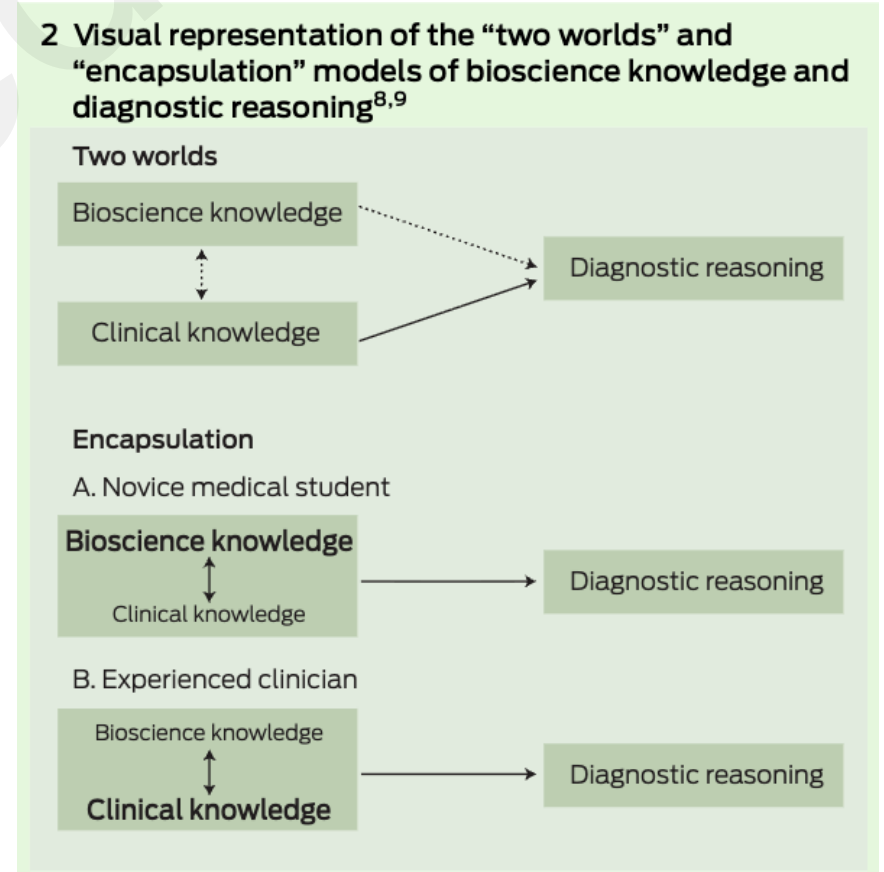 2 Visual representation of the “two worlds” and
“encapsulation” models of bioscience knowledge and
diagnostic reasoning8,9
Two worlds
Bioscience knowledge
Diagnostic reasoning
Clinical knowledge
Encapsulation
A. Novice medical student
Bioscience knowledge
Clinical knowledge
Diagnostic reasoning
B. Experienced clinician
Bioscience knowledge
Clinical knowledge
Diagnostic reasoning